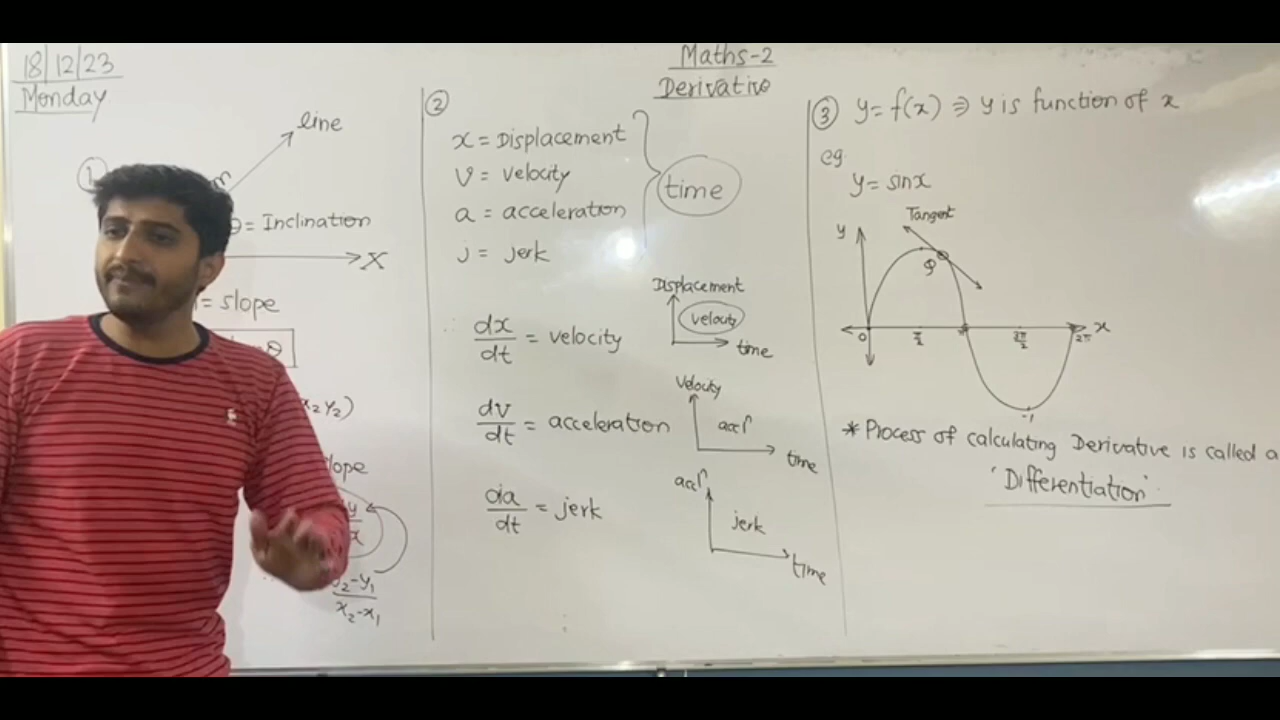 18/12/23
Monday
Maths-2
Derivative
①
line
θ = Inclination
X
= slope
θ
x₂ y₂)
slope
y
x
y₂-y₁
x₂-x₁
②
x = Displacement
v = velocity
a = acceleration
j = jerk
time
dx/dt = velocity
Displacement
velocity
time
dv/dt = acceleration
Velocity
accⁿ
time
da/dt = jerk
accⁿ
jerk
time
③ y = f(x) ⇒ y is function of x
eg.
y = sinx
Tangent
y
0
π/2
π
3π/2
2π
x
-1
* Process of calculating Derivative is called a
'Differentiation'